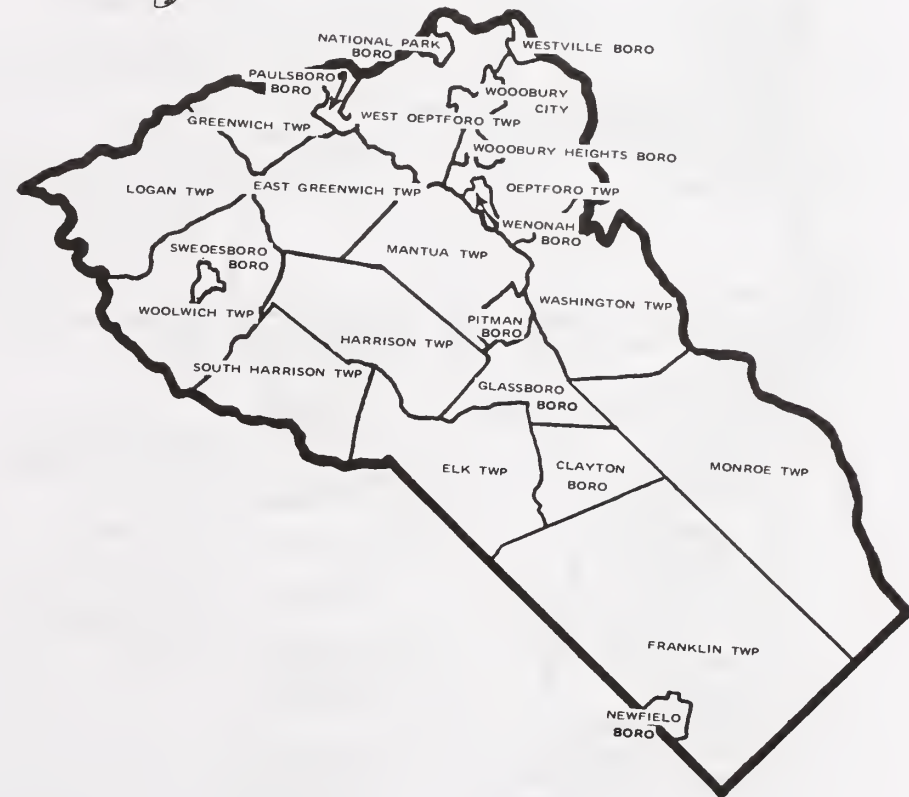 NATIONAL PARK
BORO
WESTVILLE BORO
PAULSBORO
BORO
WOOOBURY
CITY
GREENWICH TWP
WEST OEPTFORO TWP
WOOOBURY HEIGHTS BORO
LOGAN TWP
EAST GREENWICH TWP
OEPTFORO TWP
WENONAH
BORO
SWEOESBORO
BORO
MANTUA TWP
WASHINGTON TWP
WOOLWICH TWP
PITMAN
BORO
HARRISON TWP
SOUTH HARRISON TWP
GLASSBORO
BORO
ELK TWP
CLAYTON
BORO
MONROE TWP
FRANKLIN TWP
NEWFIELO
BORO